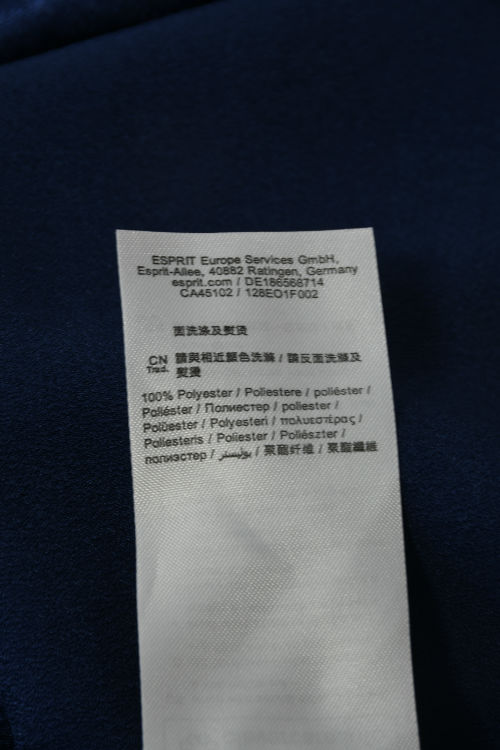 ESPRIT Europe Services GmbH,
Esprit-Allee, 40882 Ratingen, Germany
esprit.com / DE186568714
CA45102 / 128EO1F002
面洗涤及熨烫
CN Trad. 請與相近顏色洗滌 / 請反面洗滌及
熨燙
100% Polyester / Poliestere / poliéster /
Poliéster / Полиестер / poliester /
Polüester / Polyesteri / πολυεστέρας /
Poliesteris / Poliester / Poliészter /
полиэстер / بوليستر / 聚酯纤维 / 聚酯纖維